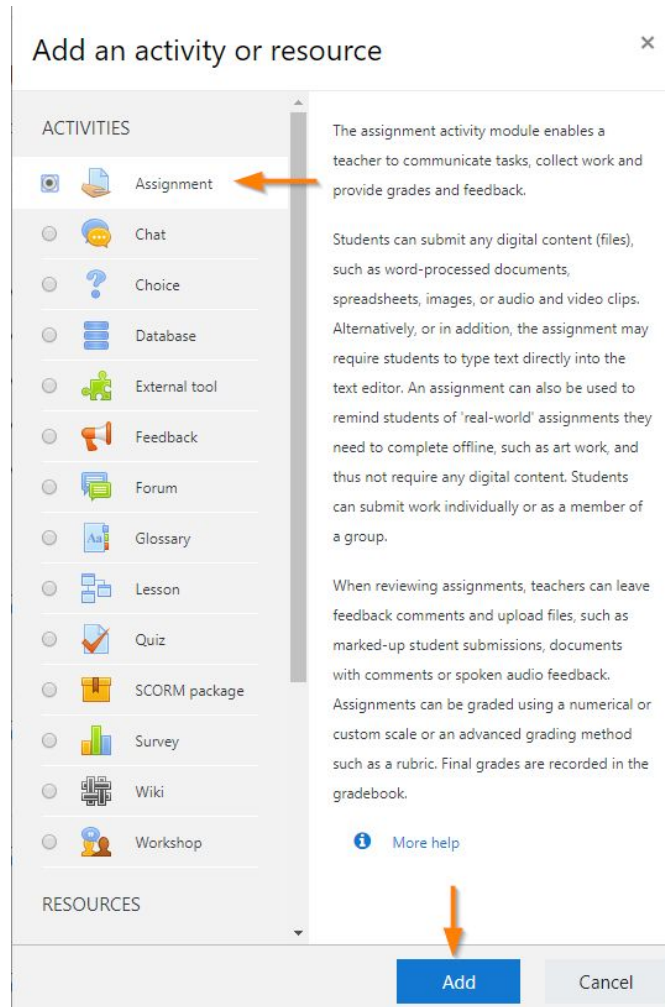 Add an activity or resource
×
ACTIVITIES
Assignment
Chat
Choice
Database
External tool
Feedback
Forum
Aa
Glossary
Lesson
Quiz
SCORM package
Survey
Wiki
Workshop
RESOURCES
The assignment activity module enables a
teacher to communicate tasks, collect work and
provide grades and feedback.
Students can submit any digital content (files),
such as word-processed documents,
spreadsheets, images, or audio and video clips.
Alternatively, or in addition, the assignment may
require students to type text directly into the
text editor. An assignment can also be used to
remind students of 'real-world' assignments they
need to complete offline, such as art work, and
thus not require any digital content. Students
can submit work individually or as a member of
a group.
When reviewing assignments, teachers can leave
feedback comments and upload files, such as
marked-up student submissions, documents
with comments or spoken audio feedback.
Assignments can be graded using a numerical or
custom scale or an advanced grading method
such as a rubric. Final grades are recorded in the
gradebook.
More help
Add
Cancel